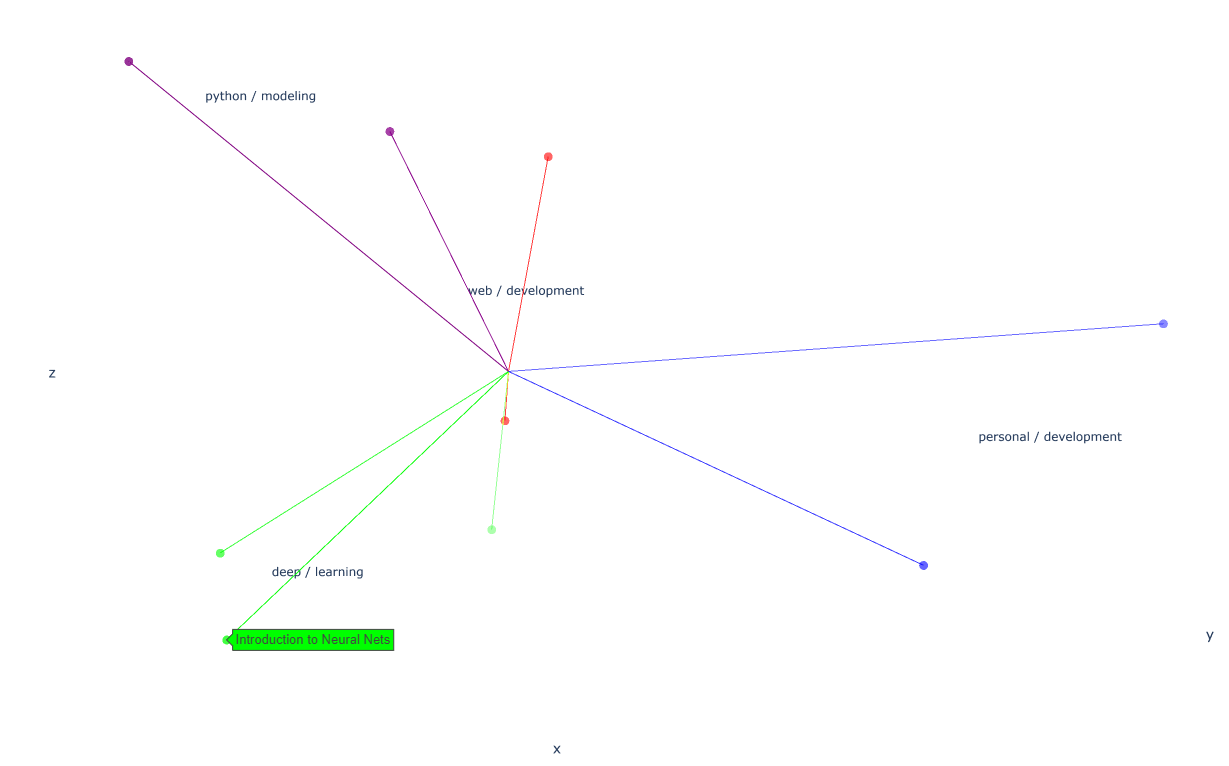 python / modeling
web / development
z
personal / development
deep / learning
Introduction to Neural Nets
y
x